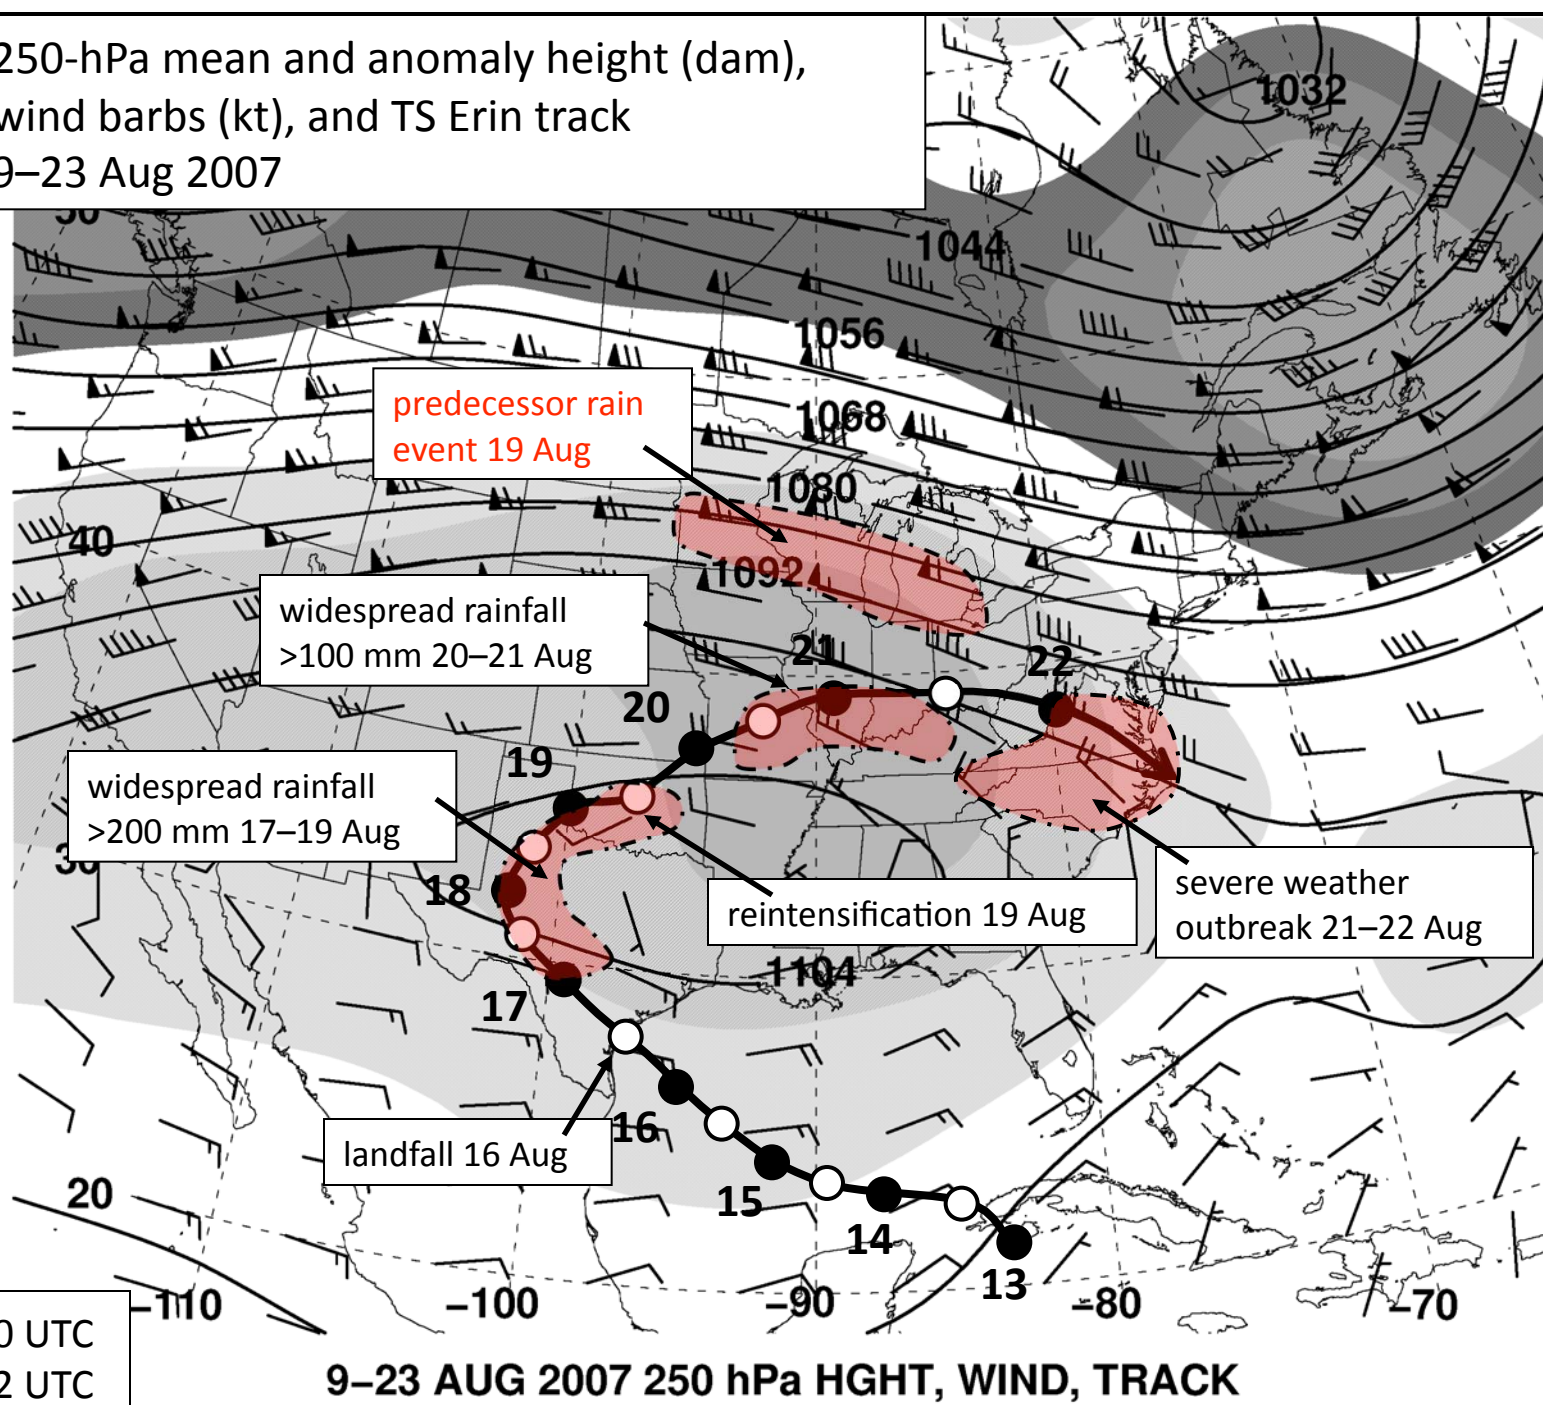 250-hPa mean and anomaly height (dam),
wind barbs (kt), and TS Erin track
9–23 Aug 2007
1032
50
1044
1056
predecessor rain
event 19 Aug
1068
1080
40
1092
widespread rainfall
>100 mm 20–21 Aug
21
22
20
19
widespread rainfall
>200 mm 17–19 Aug
30
18
reintensification 19 Aug
severe weather
outbreak 21–22 Aug
1104
17
16
landfall 16 Aug
20
15
14
13
−110
−100
−90
−80
−70
0 UTC
2 UTC
9−23 AUG 2007 250 hPa HGHT, WIND, TRACK